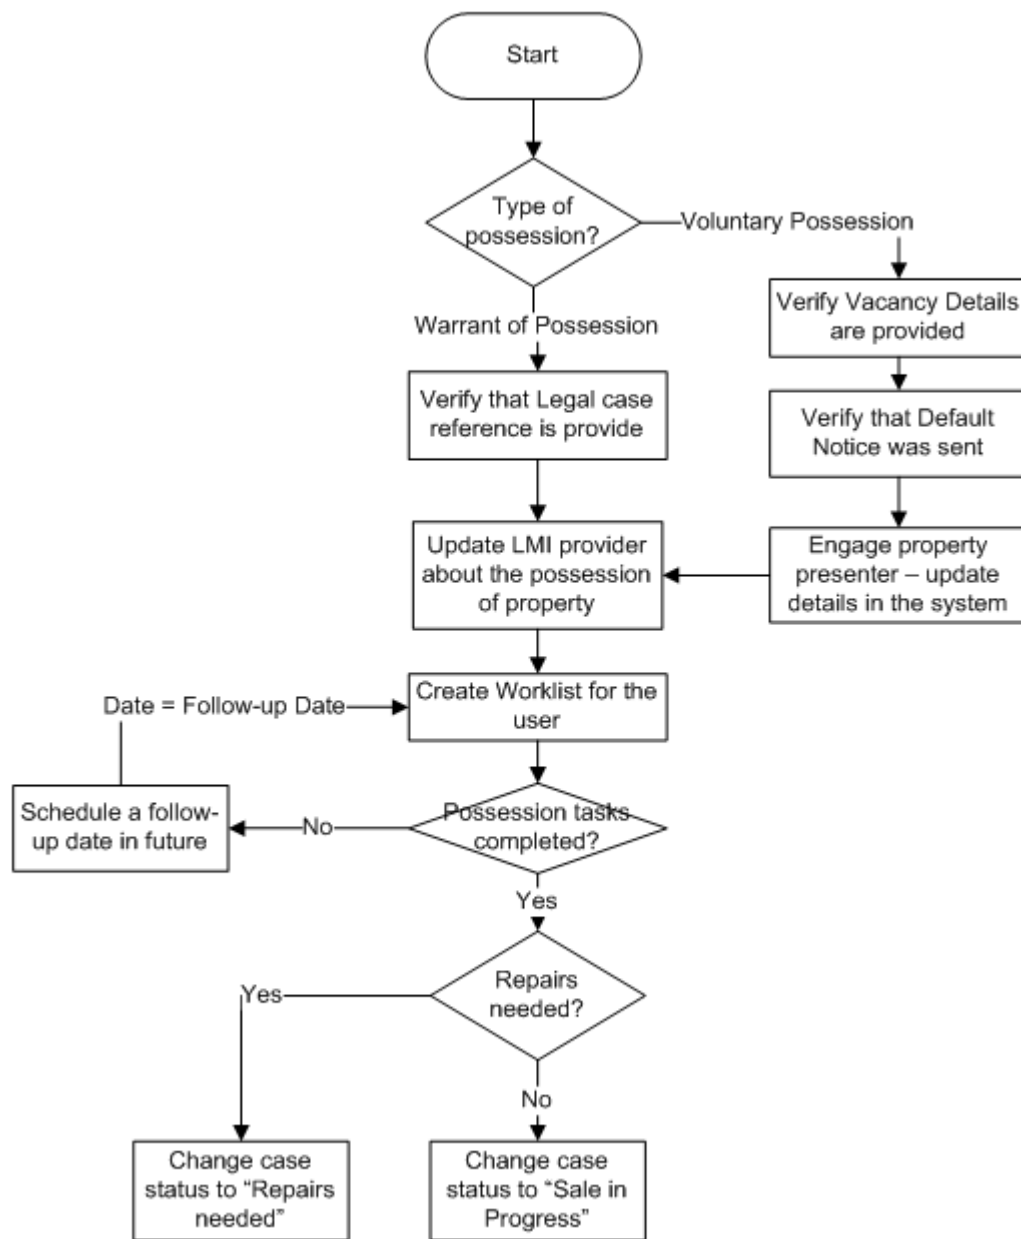 Start
Type of
possession?
Voluntary Possession
Verify Vacancy Details
are provided
Warrant of Possession
Verify that Legal case
reference is provide
Verify that Default
Notice was sent
Update LMI provider
about the possession
of property
Engage property
presenter – update
details in the system
Create Worklist for the
user
Date = Follow-up Date
Possession tasks
completed?
Schedule a follow-
up date in future
No
Yes
Repairs
needed?
Yes
No
Change case
status to “Repairs
needed”
Change case
status to “Sale in
Progress”